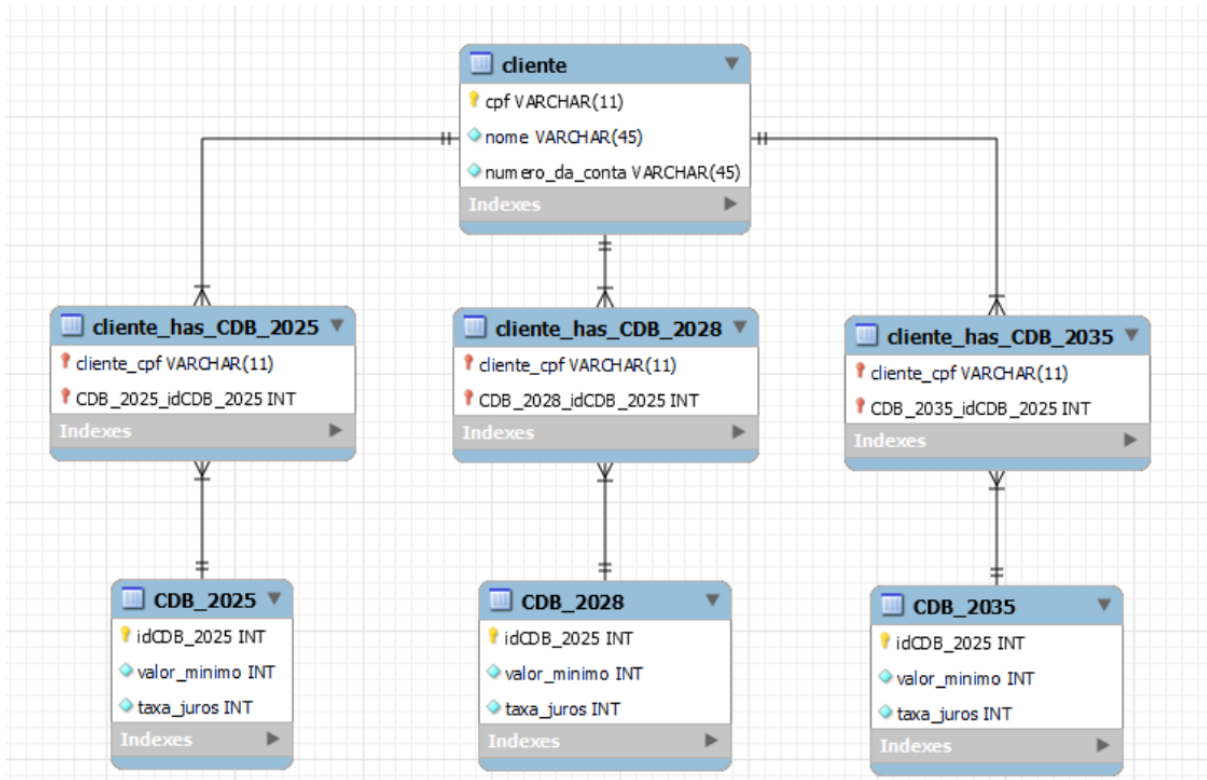 cliente
cpf VARCHAR(11)
nome VARCHAR(45)
numero_da_conta VARCHAR(45)
Indexes
cliente_has_CDB_2025
cliente_cpf VARCHAR(11)
CDB_2025_idCDB_2025 INT
Indexes
cliente_has_CDB_2028
cliente_cpf VARCHAR(11)
CDB_2028_idCDB_2025 INT
Indexes
cliente_has_CDB_2035
cliente_cpf VARCHAR(11)
CDB_2035_idCDB_2025 INT
Indexes
CDB_2025
idCDB_2025 INT
valor_minimo INT
taxa_juros INT
Indexes
CDB_2028
idCDB_2025 INT
valor_minimo INT
taxa_juros INT
Indexes
CDB_2035
idCDB_2025 INT
valor_minimo INT
taxa_juros INT
Indexes